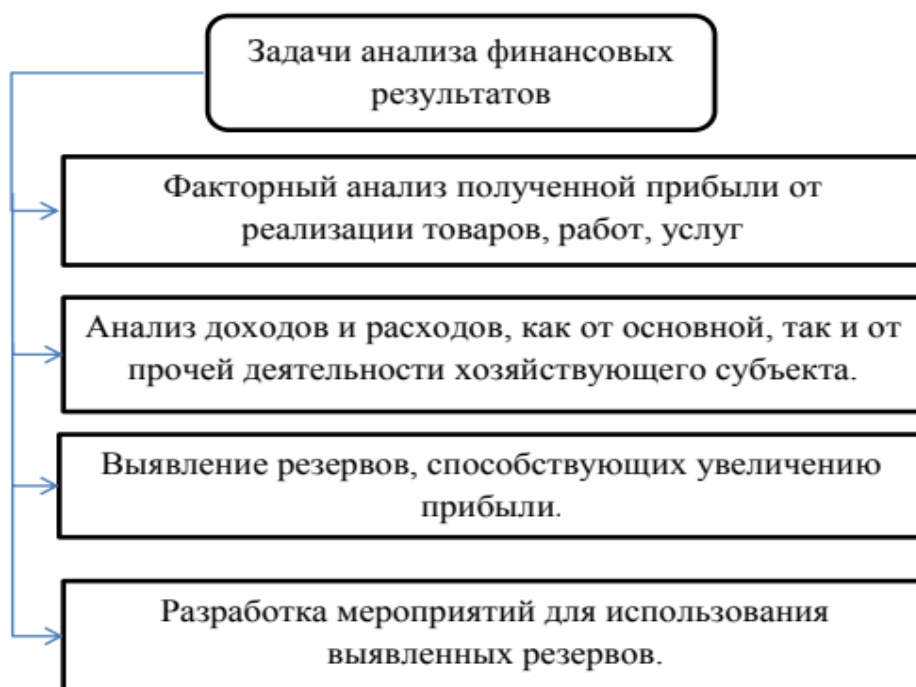 Задачи анализа финансовых
результатов
Факторный анализ полученной прибыли от
реализации товаров, работ, услуг
Анализ доходов и расходов, как от основной, так и от
прочей деятельности хозяйствующего субъекта.
Выявление резервов, способствующих увеличению
прибыли.
Разработка мероприятий для использования
выявленных резервов.